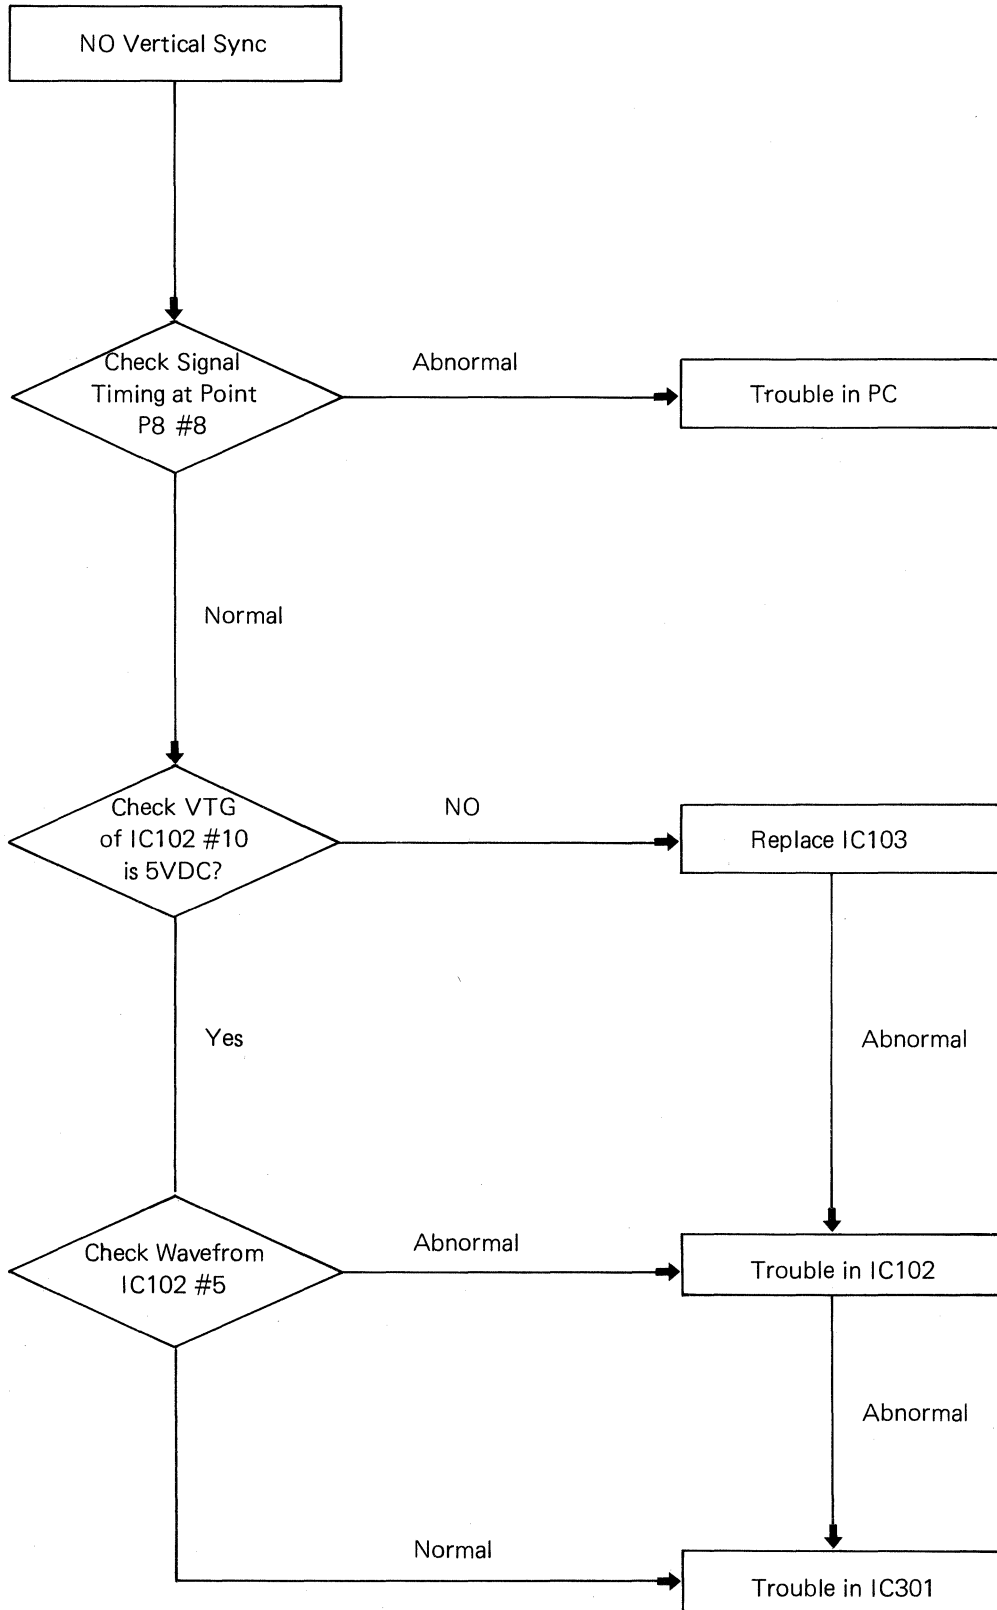 NO Vertical Sync
Check Signal
Timing at Point
P8 #8
Abnormal
Trouble in PC
Normal
Check VTG
of IC102 #10
is 5VDC?
NO
Replace IC103
Yes
Abnormal
Check Wavefrom
IC102 #5
Abnormal
Trouble in IC102
Abnormal
Normal
Trouble in IC301